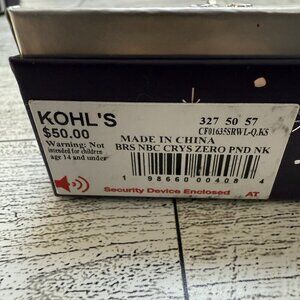 KOHL'S
$50.00
Warning: Not
intended for children
age 14 and under
327 50 57
CF01635SRWL-Q.KS
MADE IN CHINA
BRS NBC CRYS ZERO PND NK
1 98660 00408 4
Security Device Enclosed AT